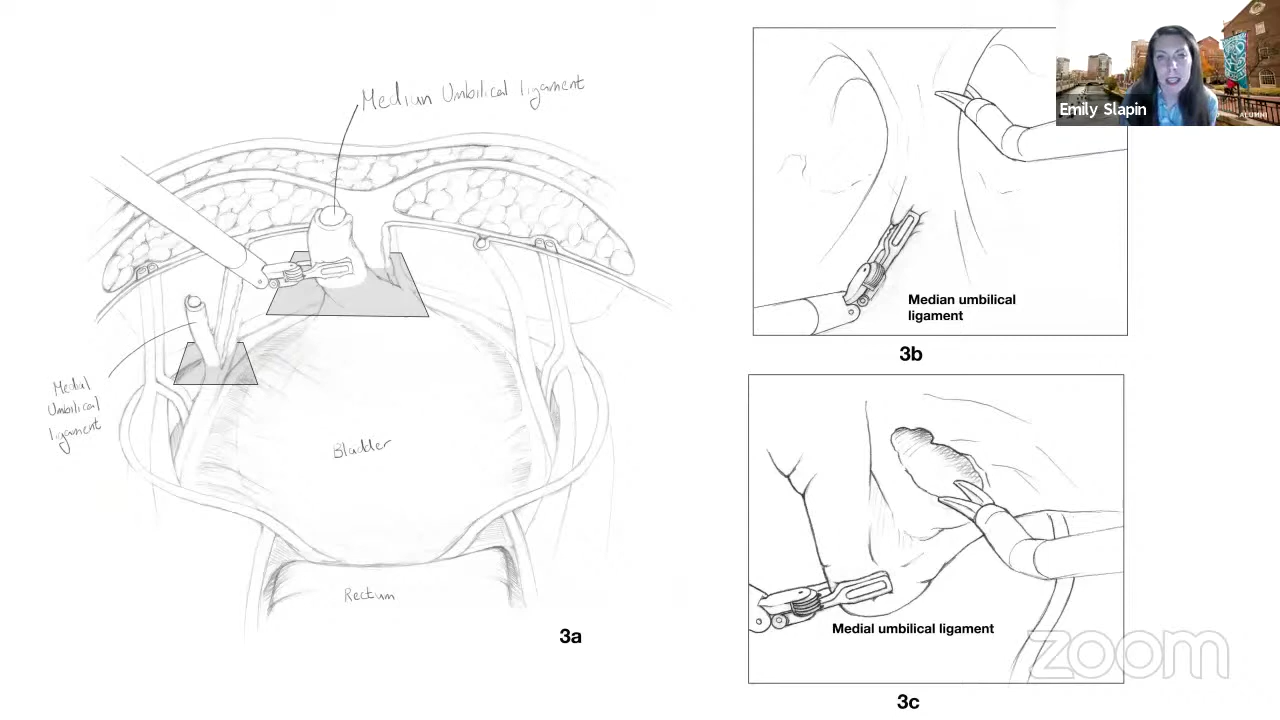 Median Umbilical ligament
Medial
Umbilical
ligament
Bladder
Rectum
3a
Median umbilical
ligament
3b
Medial umbilical ligament
3c
Emily Slapin
ALUMNI
zoom